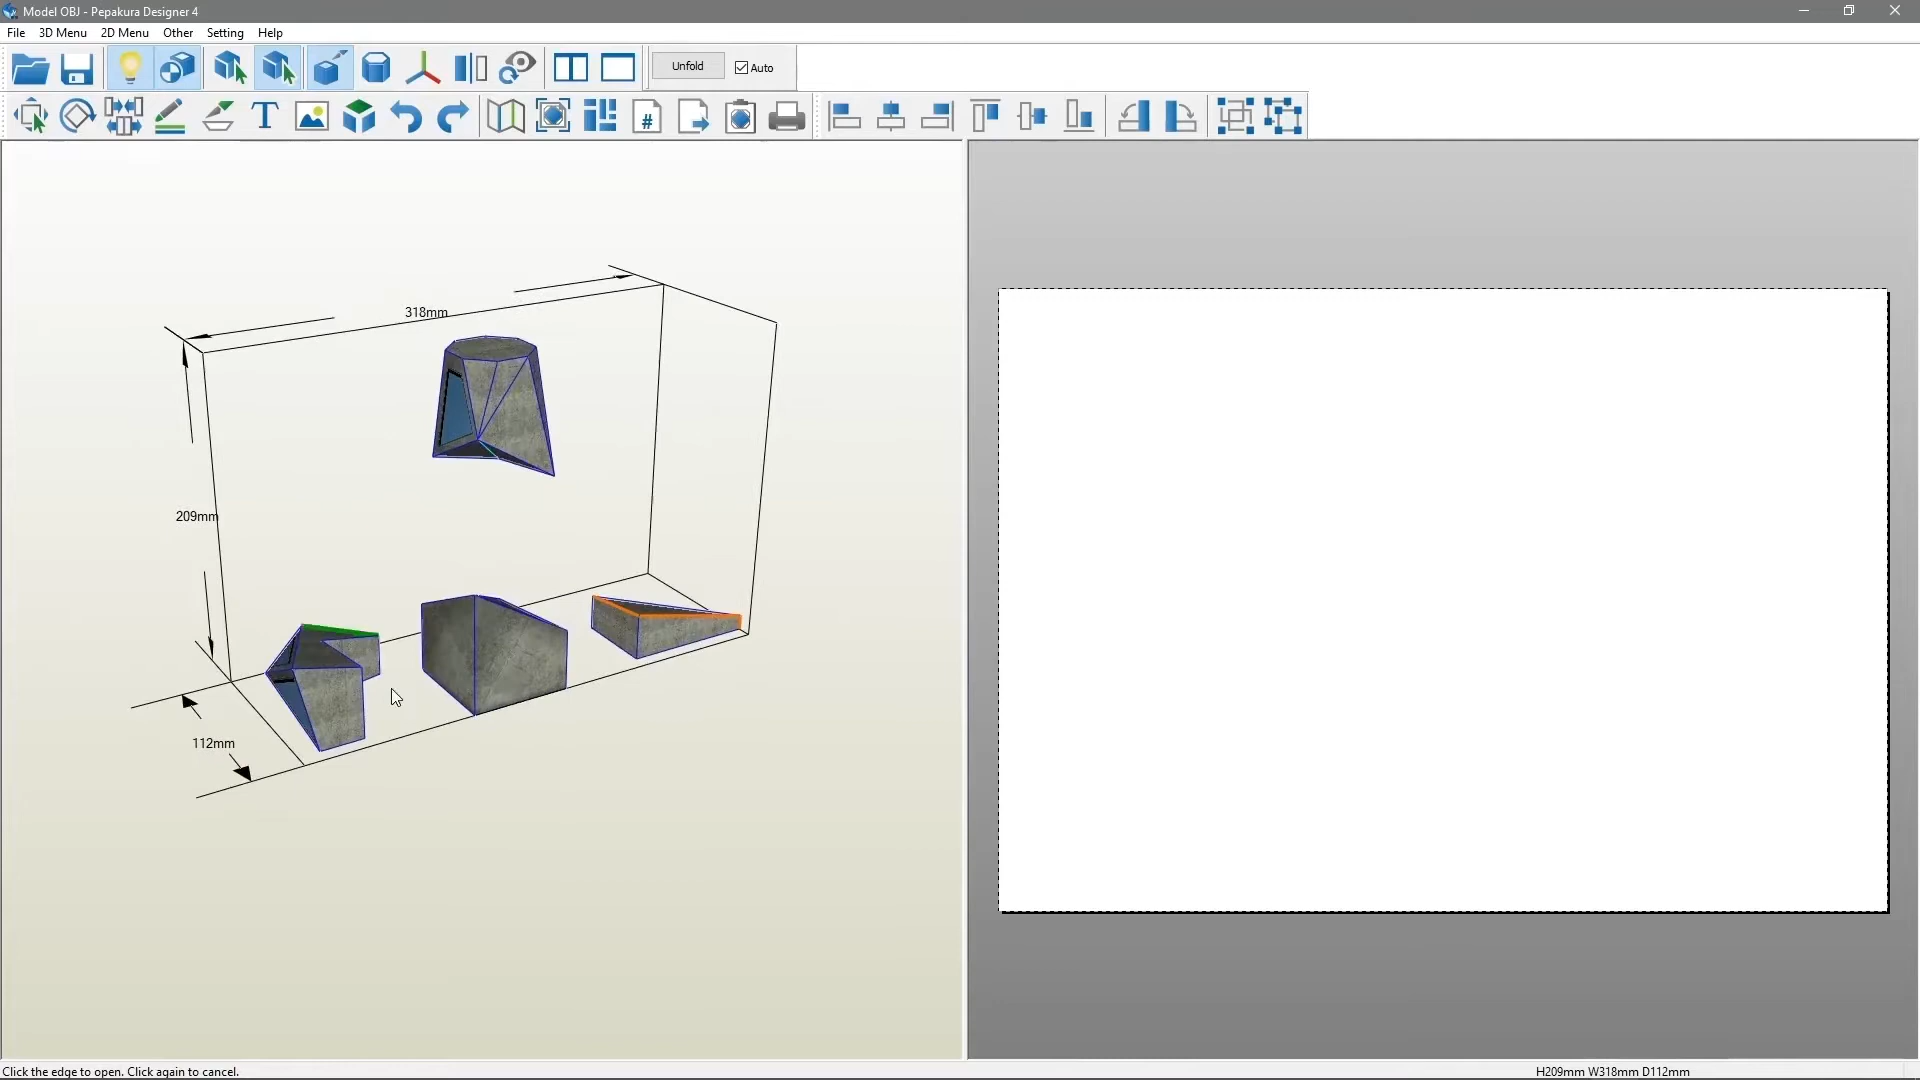 Model OBJ - Pepakura Designer 4
File 3D Menu 2D Menu Other Setting Help
Unfold Auto
T #
318mm
209mm
112mm
Click the edge to open. Click again to cancel. H209mm W318mm D112mm